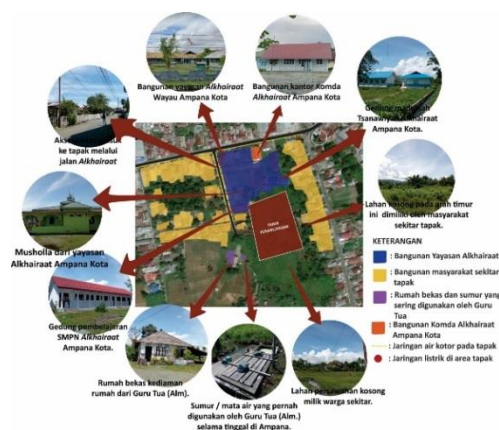 Bangunan yayasan Alkhairaat
Wayau Ampana Kota
Bangunan kantor Komda
Alkhairaat Ampana Kota
Gedung madrasah
Tsanawiyah Alkhairaat
Ampana Kota.
ke tapak melalui
jalan Alkhairaat
Musholla dari yayasan
Alkhairaat Ampana Kota
Lahan kosong pada arah timur
ini dimiliki oleh masyarakat
sekitar tapak.
Gedung pembelajaran
SMPN Alkhairaat
Ampana Kota.
Rumah bekas kediaman
rumah dari Guru Tua (Alm).
Sumur / mata air yang pernah
digunakan oleh Guru Tua (Alm.)
selama tinggal di Ampana.
Lahan persawahan kosong
milik warga sekitar.
KETERANGAN
: Bangunan Yayasan Alkhairaat
: Bangunan masyarakat sekitar
tapak
: Rumah bekas dan sumur yang
sering digunakan oleh Guru
Tua
: Bangunan Komda Alkhairaat
Ampana Kota
: Jaringan air kotor pada tapak
: Jaringan listrik di area tapak